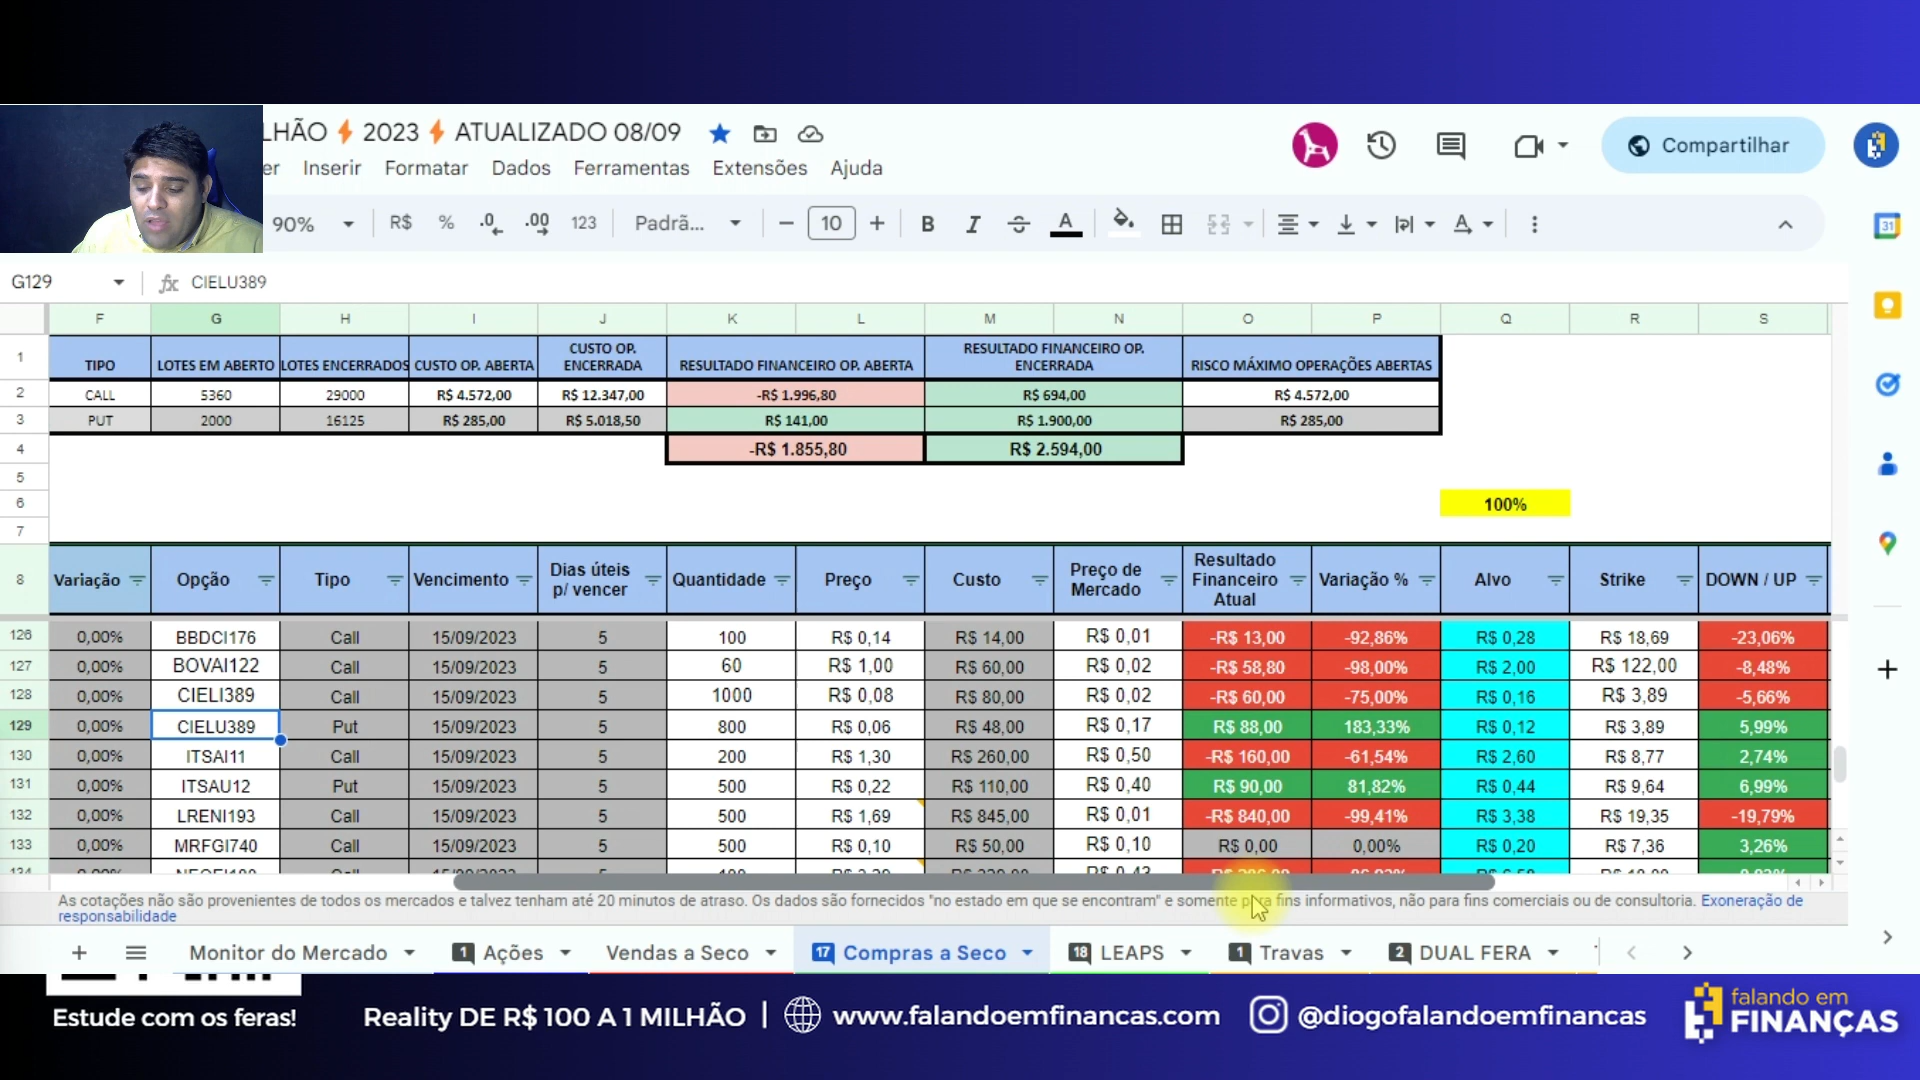 LHÃO ⚡ 2023 ⚡ ATUALIZADO 08/09
er Inserir Formatar Dados Ferramentas Extensões Ajuda
Compartilhar
90% R$ % .0 .00 123 Padrã... − 10 + B I S A
31
G129 fx CIELU389
F G H I J K L M N O P Q R S
1 TIPO LOTES EM ABERTO LOTES ENCERRADOS CUSTO OP. ABERTA CUSTO OP. ENCERRADA RESULTADO FINANCEIRO OP. ABERTA RESULTADO FINANCEIRO OP. ENCERRADA RISCO MÁXIMO OPERAÇÕES ABERTAS
2 CALL 5360 29000 R$ 4.572,00 R$ 12.347,00 -R$ 1.996,80 R$ 694,00 R$ 4.572,00
3 PUT 2000 16125 R$ 285,00 R$ 5.018,50 R$ 141,00 R$ 1.900,00 R$ 285,00
4 -R$ 1.855,80 R$ 2.594,00
5
6 100%
7
8 Variação Opção Tipo Vencimento Dias úteis p/ vencer Quantidade Preço Custo Preço de Mercado Resultado Financeiro Atual Variação % Alvo Strike DOWN / UP
126 0,00% BBDCI176 Call 15/09/2023 5 100 R$ 0,14 R$ 14,00 R$ 0,01 -R$ 13,00 -92,86% R$ 0,28 R$ 18,69 -23,06%
127 0,00% BOVAI122 Call 15/09/2023 5 60 R$ 1,00 R$ 60,00 R$ 0,02 -R$ 58,80 -98,00% R$ 2,00 R$ 122,00 -8,48%
128 0,00% CIELI389 Call 15/09/2023 5 1000 R$ 0,08 R$ 80,00 R$ 0,02 -R$ 60,00 -75,00% R$ 0,16 R$ 3,89 -5,66%
129 0,00% CIELU389 Put 15/09/2023 5 800 R$ 0,06 R$ 48,00 R$ 0,17 R$ 88,00 183,33% R$ 0,12 R$ 3,89 5,99%
130 0,00% ITSAI11 Call 15/09/2023 5 200 R$ 1,30 R$ 260,00 R$ 0,50 -R$ 160,00 -61,54% R$ 2,60 R$ 8,77 2,74%
131 0,00% ITSAU12 Put 15/09/2023 5 500 R$ 0,22 R$ 110,00 R$ 0,40 R$ 90,00 81,82% R$ 0,44 R$ 9,64 6,99%
132 0,00% LRENI193 Call 15/09/2023 5 500 R$ 1,69 R$ 845,00 R$ 0,01 -R$ 840,00 -99,41% R$ 3,38 R$ 19,35 -19,79%
133 0,00% MRFGI740 Call 15/09/2023 5 500 R$ 0,10 R$ 50,00 R$ 0,10 R$ 0,00 0,00% R$ 0,20 R$ 7,36 3,26%
As cotações não são provenientes de todos os mercados e talvez tenham até 20 minutos de atraso. Os dados são fornecidos "no estado em que se encontram" e somente para fins informativos, não para fins comerciais ou de consultoria. Exoneração de
responsabilidade
+ Monitor do Mercado 1 Ações Vendas a Seco 17 Compras a Seco 18 LEAPS 1 Travas 2 DUAL FERA
Estude com os feras! Reality DE R$ 100 A 1 MILHÃO | www.falandoemfinancas.com @diogofalandoemfinancas
falando em
FINANÇAS